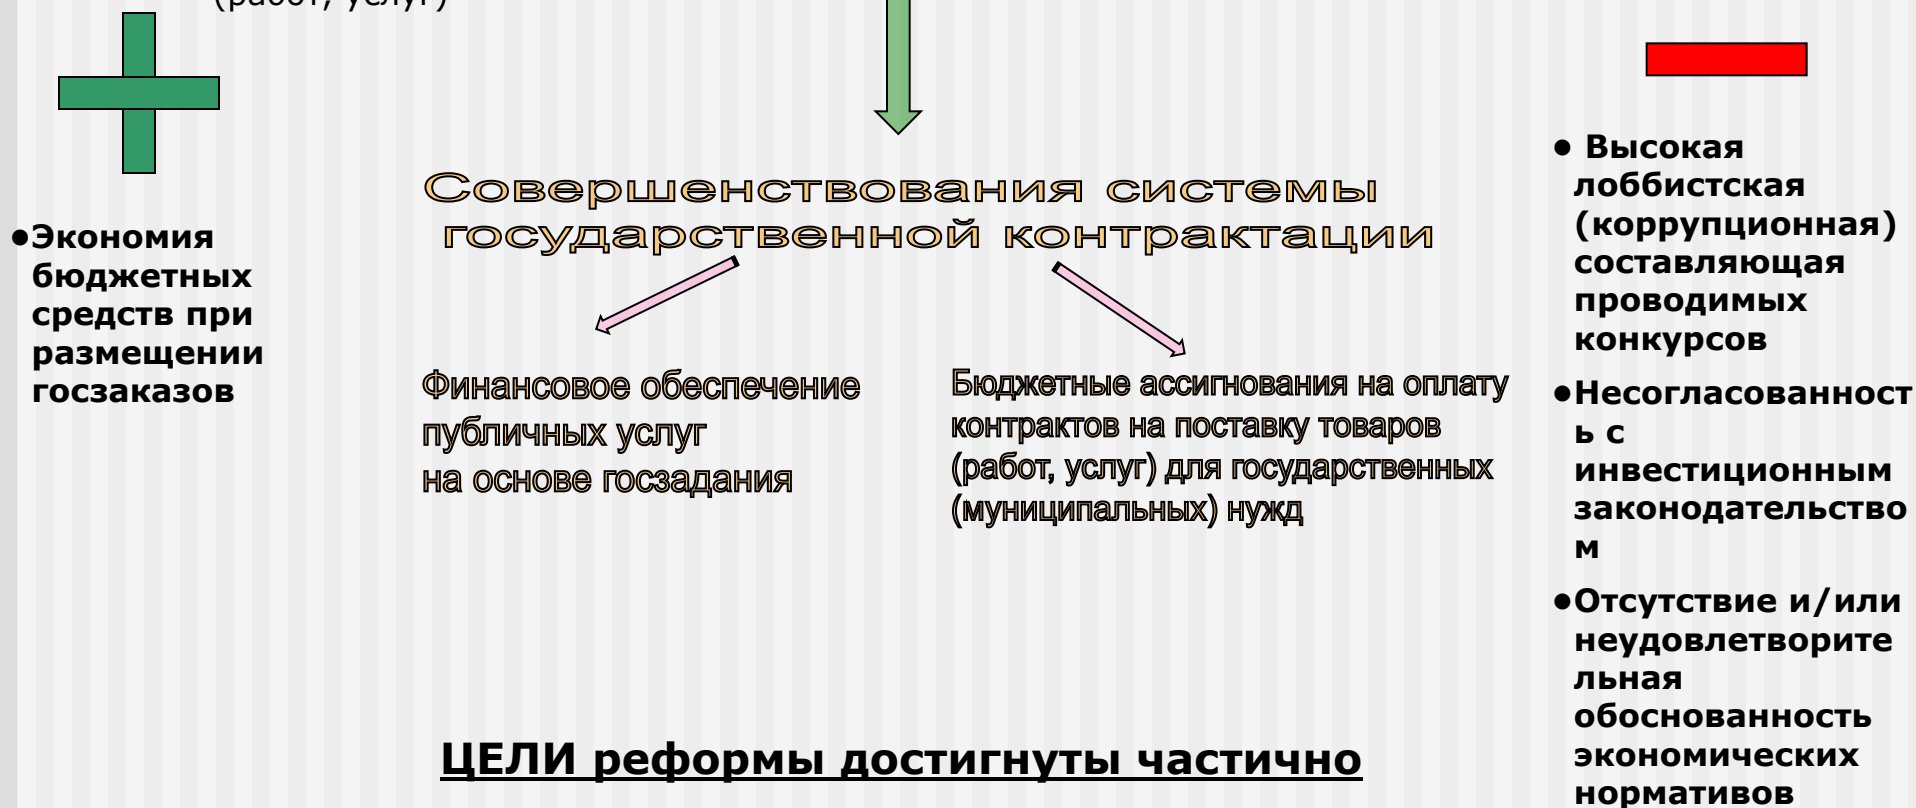 (работ, услуг)
•Экономия
бюджетных
средств при
размещении
госзаказов
Совершенствования системы
государственной контрактации
Финансовое обеспечение
публичных услуг
на основе госзадания
Бюджетные ассигнования на оплату
контрактов на поставку товаров
(работ, услуг) для государственных
(муниципальных) нужд
ЦЕЛИ реформы достигнуты частично
• Высокая
лоббистская
(коррупционная)
составляющая
проводимых
конкурсов
•Несогласованност
ь с
инвестиционным
законодательство
м
•Отсутствие и/или
неудовлетворите
льная
обоснованность
экономических
нормативов